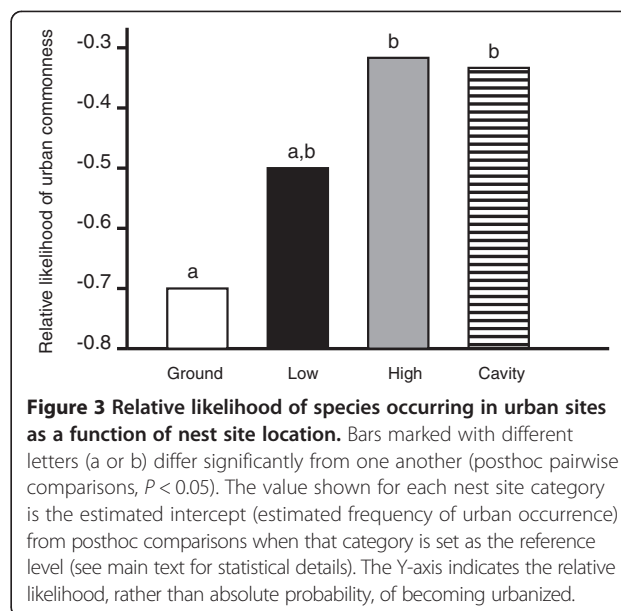 Relative likelihood of urban commonness
-0.3
-0.4
-0.5
-0.6
-0.7
-0.8
a
a,b
b
b
Ground Low High Cavity
Figure 3 Relative likelihood of species occurring in urban sites
as a function of nest site location. Bars marked with different
letters (a or b) differ significantly from one another (posthoc pairwise
comparisons, P < 0.05). The value shown for each nest site category
is the estimated intercept (estimated frequency of urban occurrence)
from posthoc comparisons when that category is set as the reference
level (see main text for statistical details). The Y-axis indicates the relative
likelihood, rather than absolute probability, of becoming urbanized.